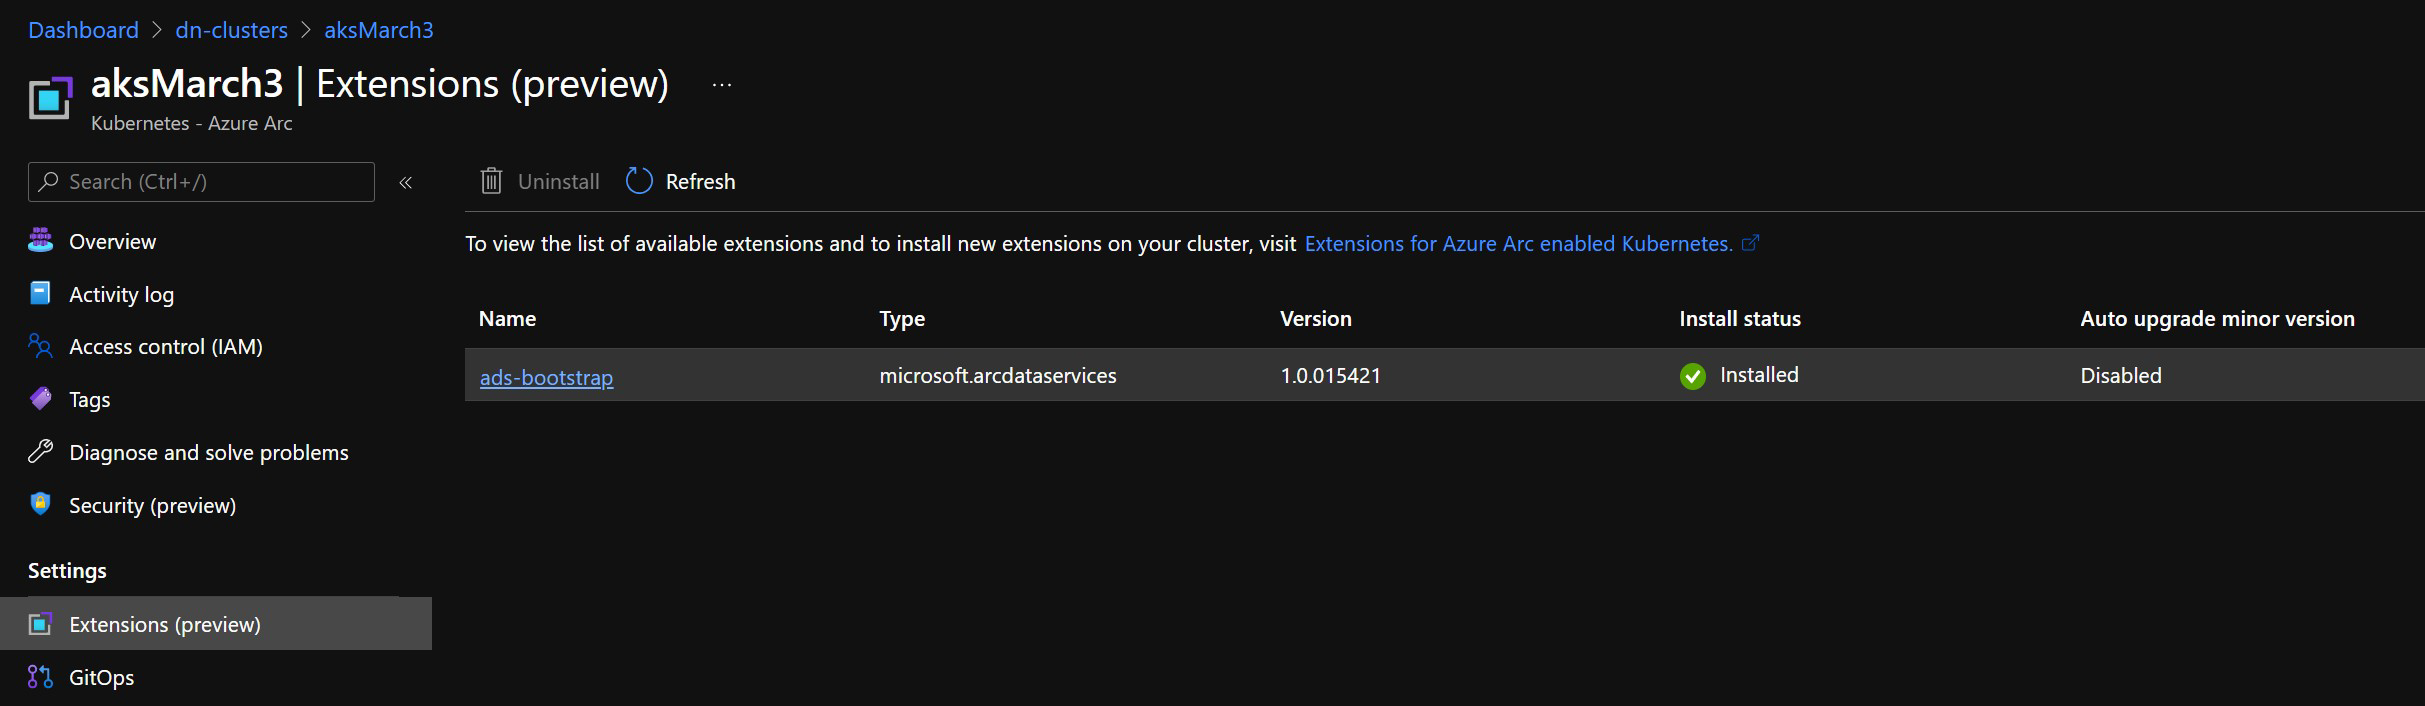 Dashboard > dn-clusters > aksMarch3
aksMarch3 | Extensions (preview) ...
Kubernetes - Azure Arc
Search (Ctrl+/) «
Overview
Activity log
Access control (IAM)
Tags
Diagnose and solve problems
Security (preview)
Settings
Extensions (preview)
GitOps
Uninstall Refresh
To view the list of available extensions and to install new extensions on your cluster, visit Extensions for Azure Arc enabled Kubernetes.
Name Type Version Install status Auto upgrade minor version
ads-bootstrap microsoft.arcdataservices 1.0.015421 Installed Disabled